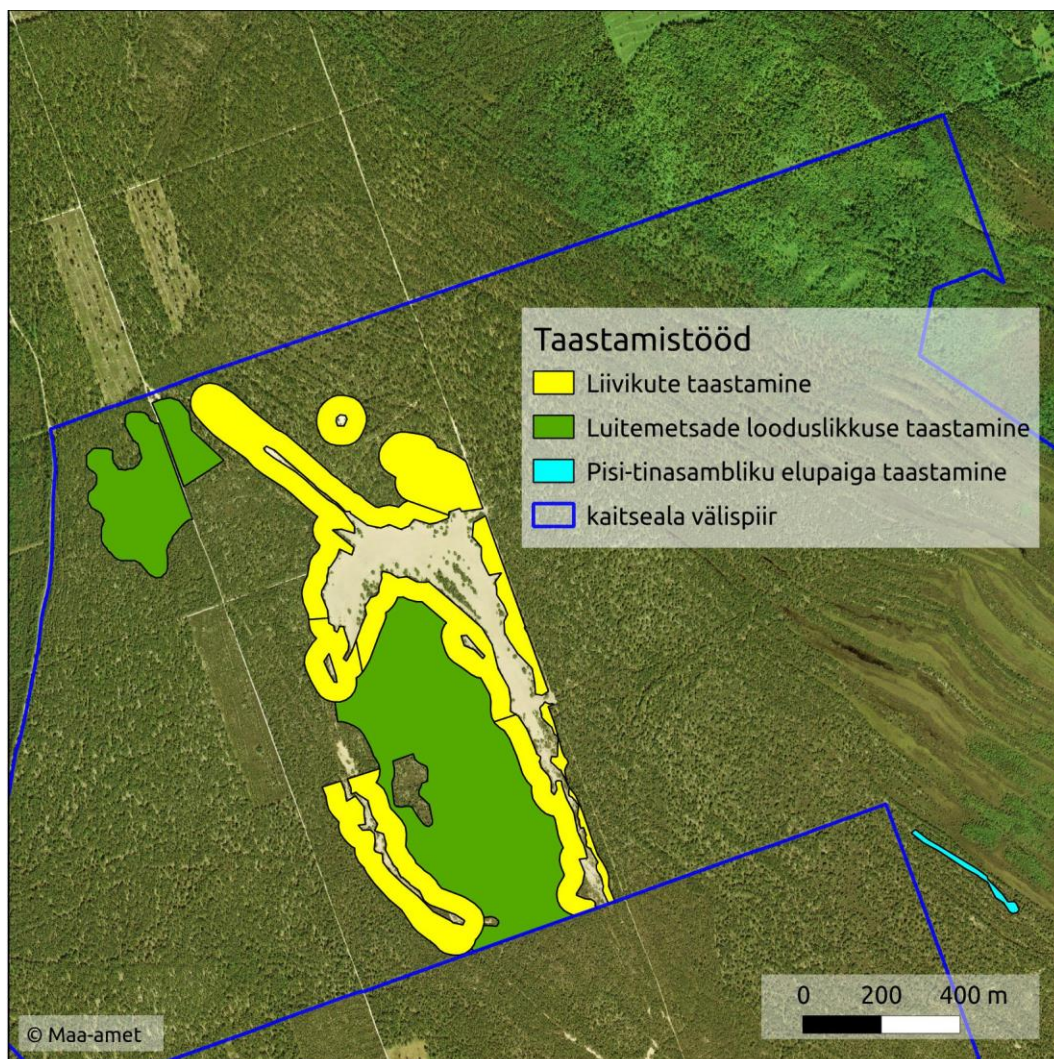 Taastamistööd
Liivikute taastamine
Luitemetsade looduslikkuse taastamine
Pisi-tinasambliku elupaiga taastamine
kaitseala välispiir
0 200 400 m
© Maa-amet